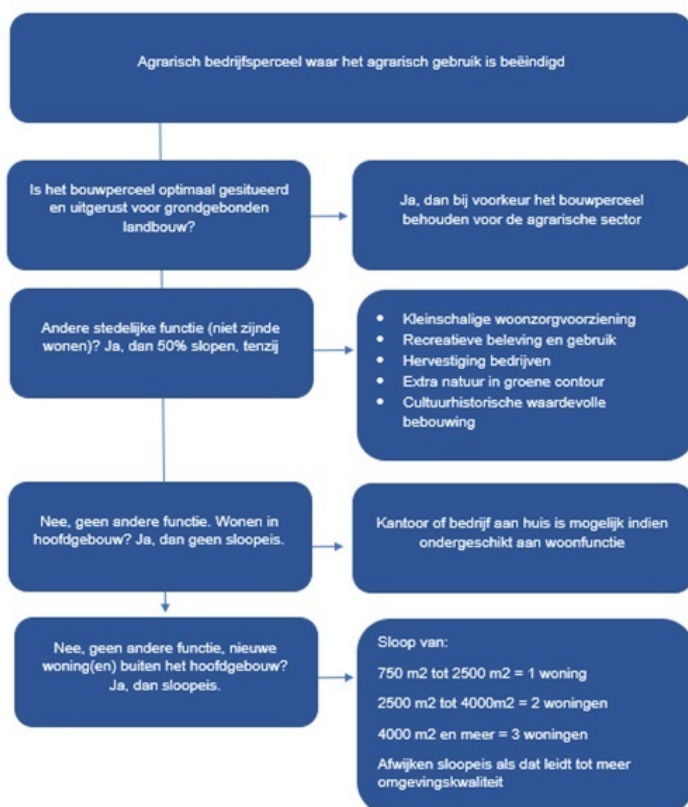 Agrarisch bedrijfsperceel waar het agrarisch gebruik is beëindigd
Is het bouwperceel optimaal gesitueerd
en uitgerust voor grondgebonden
landbouw?
Ja, dan bij voorkeur het bouwperceel
behouden voor de agrarische sector
Andere stedelijke functie (niet zijnde
wonen)? Ja, dan 50% slopen, tenzij
• Kleinschalige woonzorgvoorziening
• Recreatieve beleving en gebruik
• Hervestiging bedrijven
• Extra natuur in groene contour
• Cultuurhistorische waardevolle
bebouwing
Nee, geen andere functie. Wonen in
hoofdgebouw? Ja, dan geen sloopeis.
Kantoor of bedrijf aan huis is mogelijk indien
ondergeschikt aan woonfunctie
Nee, geen andere functie, nieuwe
woning(en) buiten het hoofdgebouw?
Ja, dan sloopeis.
Sloop van:
750 m2 tot 2500 m2 = 1 woning
2500 m2 tot 4000m2 = 2 woningen
4000 m2 en meer = 3 woningen
Afwijken sloopeis als dat leidt tot meer
omgevingskwaliteit